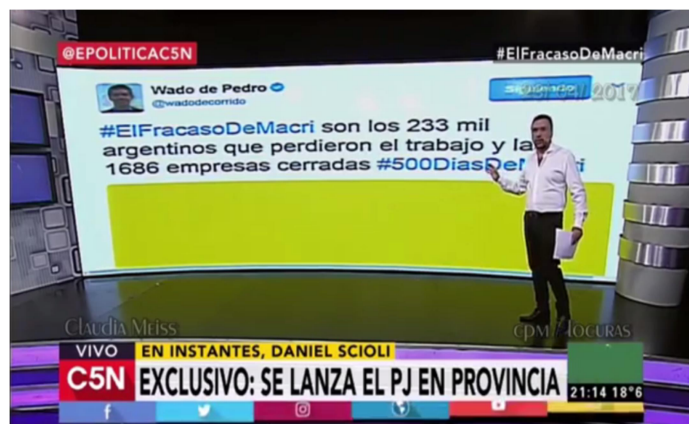 @EPOLITICAC5N
#ElFracasoDeMacri
Wado de Pedro
@wadodecorrido
Siguiendo
#ElFracasoDeMacri son los 233 mil
argentinos que perdieron el trabajo y la
1686 empresas cerradas #500DiasDeMacri
Claudia Meiss
CPM LOCURAS
VIVO
EN INSTANTES, DANIEL SCIOLI
C5N
EXCLUSIVO: SE LANZA EL PJ EN PROVINCIA
21:14 18°6